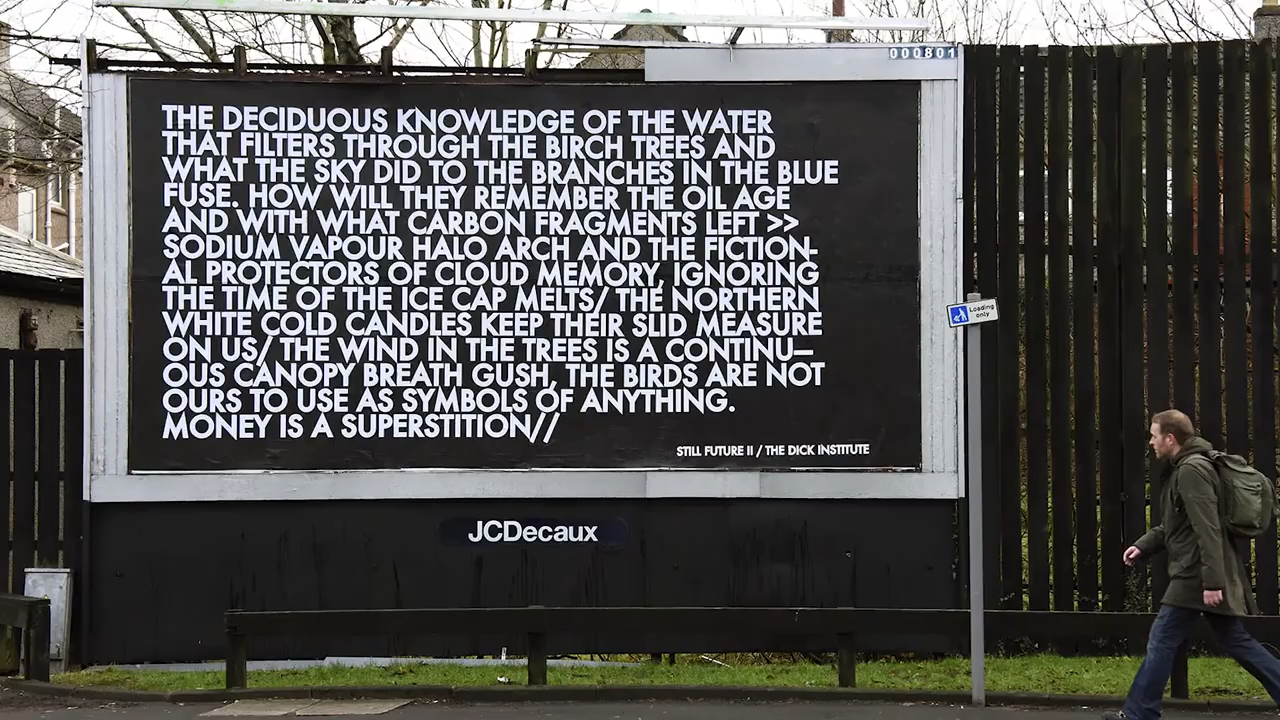 000801
THE DECIDUOUS KNOWLEDGE OF THE WATER
THAT FILTERS THROUGH THE BIRCH TREES AND
WHAT THE SKY DID TO THE BRANCHES IN THE BLUE
FUSE. HOW WILL THEY REMEMBER THE OIL AGE
AND WITH WHAT CARBON FRAGMENTS LEFT >>
SODIUM VAPOUR HALO ARCH AND THE FICTION-
AL PROTECTORS OF CLOUD MEMORY, IGNORING
THE TIME OF THE ICE CAP MELTS/ THE NORTHERN
WHITE COLD CANDLES KEEP THEIR SLID MEASURE
ON US/ THE WIND IN THE TREES IS A CONTINU—
OUS CANOPY BREATH GUSH, THE BIRDS ARE NOT
OURS TO USE AS SYMBOLS OF ANYTHING.
MONEY IS A SUPERSTITION//
STILL FUTURE II / THE DICK INSTITUTE
JCDecaux
Loading
only